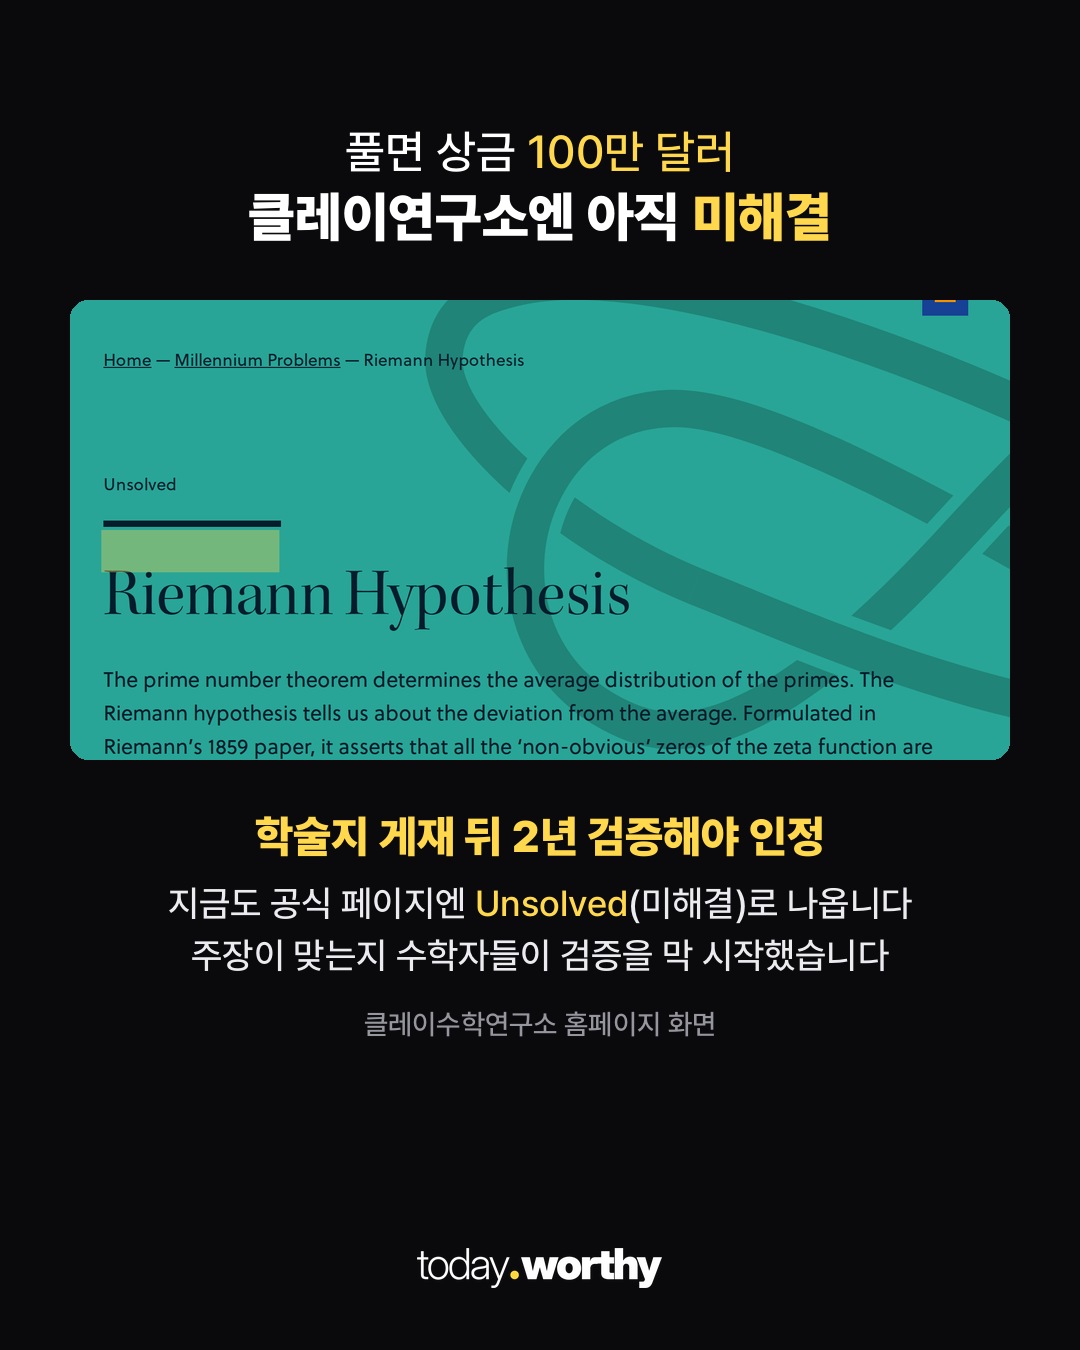 풀면 상금 100만 달러
클레이연구소엔 아직 미해결
Home — Millennium Problems — Riemann Hypothesis
Unsolved
Riemann Hypothesis
The prime number theorem determines the average distribution of the primes. The
Riemann hypothesis tells us about the deviation from the average. Formulated in
Riemann’s 1859 paper, it asserts that all the ‘non-obvious’ zeros of the zeta function are
학술지 게재 뒤 2년 검증해야 인정
지금도 공식 페이지엔 Unsolved(미해결)로 나옵니다
주장이 맞는지 수학자들이 검증을 막 시작했습니다
클레이수학연구소 홈페이지 화면
today.worthy